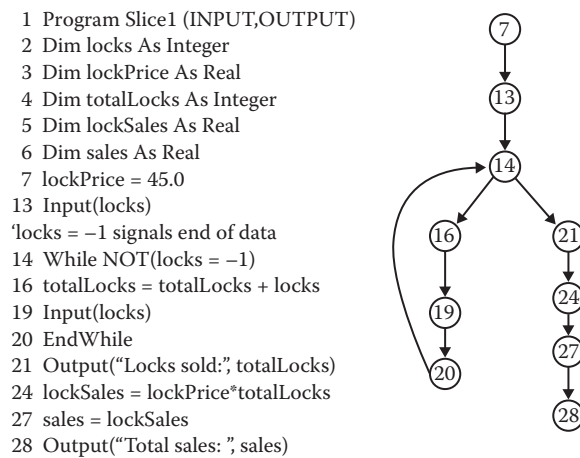 1 Program Slice1 (INPUT,OUTPUT)
2 Dim locks As Integer
3 Dim lockPrice As Real
4 Dim totalLocks As Integer
5 Dim lockSales As Real
6 Dim sales As Real
7 lockPrice = 45.0
13 Input(locks)
‘locks = −1 signals end of data
14 While NOT(locks = −1)
16 totalLocks = totalLocks + locks
19 Input(locks)
20 EndWhile
21 Output(“Locks sold:”, totalLocks)
24 lockSales = lockPrice*totalLocks
27 sales = lockSales
28 Output(“Total sales: ”, sales)
7
13
14
16
19
20
21
24
27
28